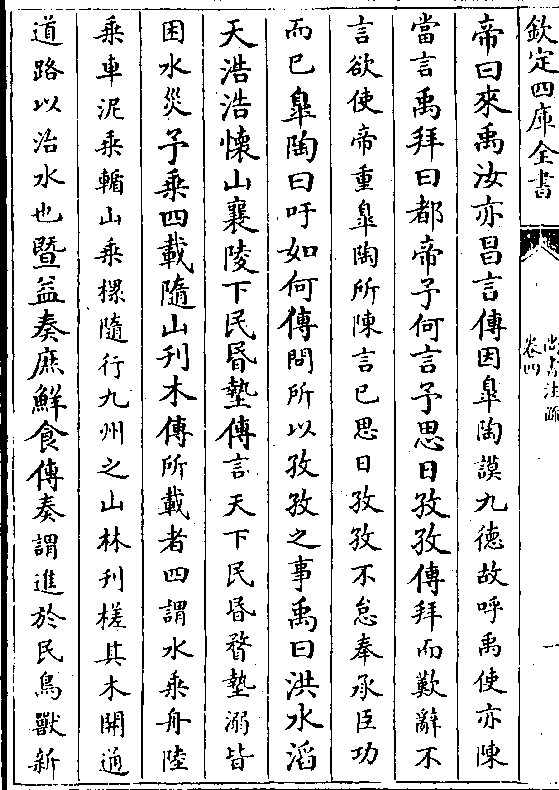 欽定四庫全書
尚書注疏
卷四
一
帝曰來禹汝亦昌言傳因臯陶謨九德故呼禹使亦陳
當言禹拜曰都帝予何言予思日孜孜傳拜而歎辭不
言欲使帝重臯陶所陳言已思日孜孜不怠奉承臣功
而已臯陶曰吁如何傳問所以孜孜之事禹曰洪水滔
天浩浩懐山襄陵下民昬墊傳言天下民昬瞀墊溺皆
困水災予乘四載隨山刋木傳所載者四謂水乘舟陸
乘車泥乘輴山乘樏隨行九州之山林刋槎其木開通
道路以治水也暨益奏庶鮮食傳奏謂進於民鳥獸新